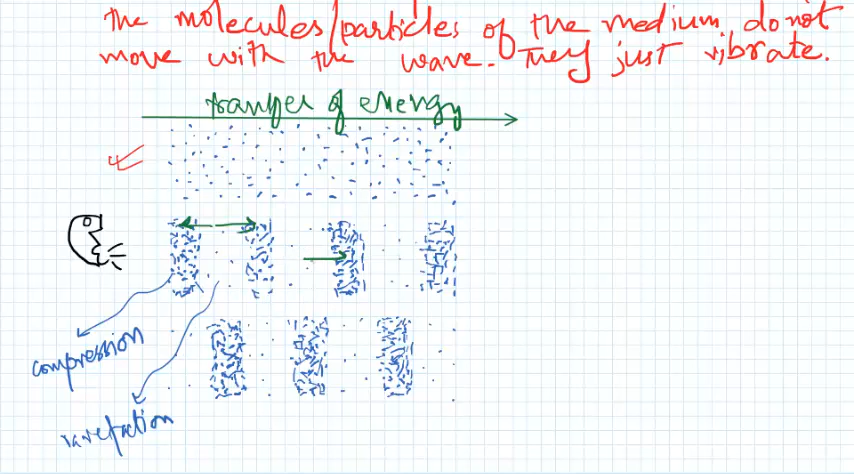 the molecules/particles of the medium do not
move with the wave. They just vibrate.
transfer of energy
compression
rarefaction